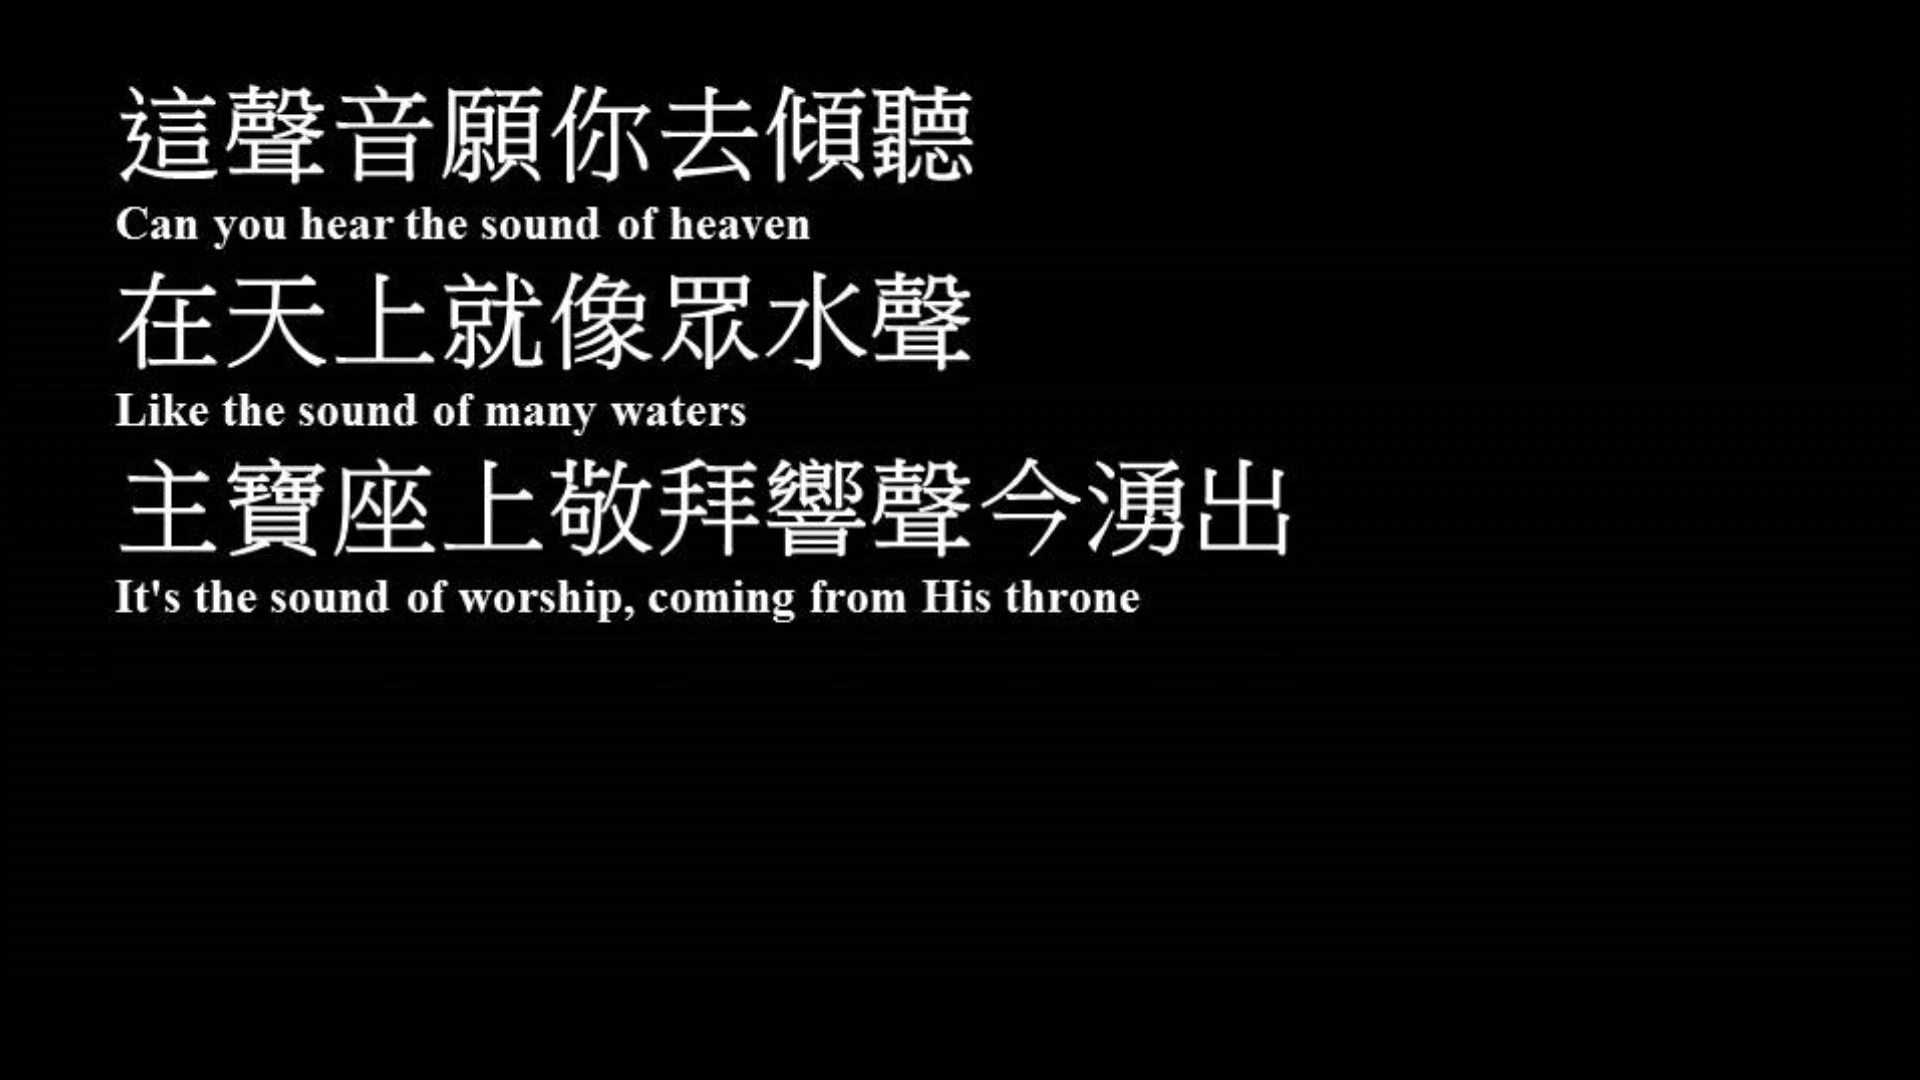 這聲音願你去傾聽
Can you hear the sound of heaven
在天上就像眾水聲
Like the sound of many waters
主寶座上敬拜響聲今湧出
It's the sound of worship, coming from His throne